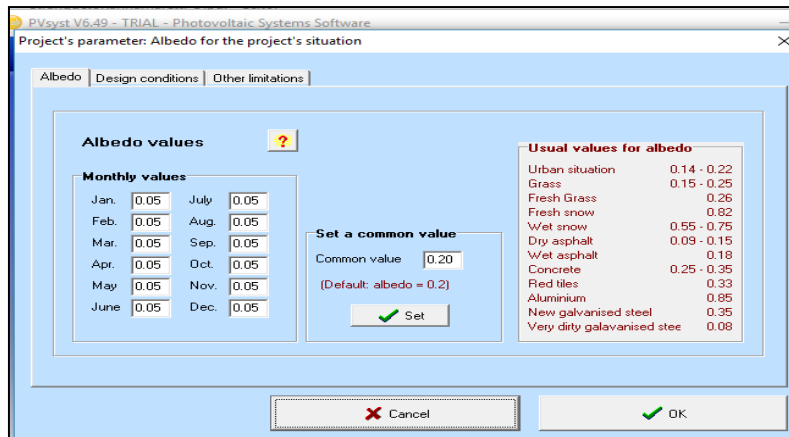 PVsyst V6.49 - TRIAL - Photovoltaic Systems Software
Project's parameter: Albedo for the project's situation
Albedo Design conditions Other limitations
Albedo values ?
Monthly values
Jan. 0.05 July 0.05
Feb. 0.05 Aug. 0.05
Mar. 0.05 Sep. 0.05
Apr. 0.05 Oct. 0.05
May 0.05 Nov. 0.05
June 0.05 Dec. 0.05
Set a common value
Common value 0.20
(Default: albedo = 0.2)
Set
Usual values for albedo
Urban situation 0.14 - 0.22
Grass 0.15 - 0.25
Fresh Grass 0.26
Fresh snow 0.82
Wet snow 0.55 - 0.75
Dry asphalt 0.09 - 0.15
Wet asphalt 0.18
Concrete 0.25 - 0.35
Red tiles 0.33
Aluminium 0.85
New galvanised steel 0.35
Very dirty galavanised stee 0.08
Cancel OK